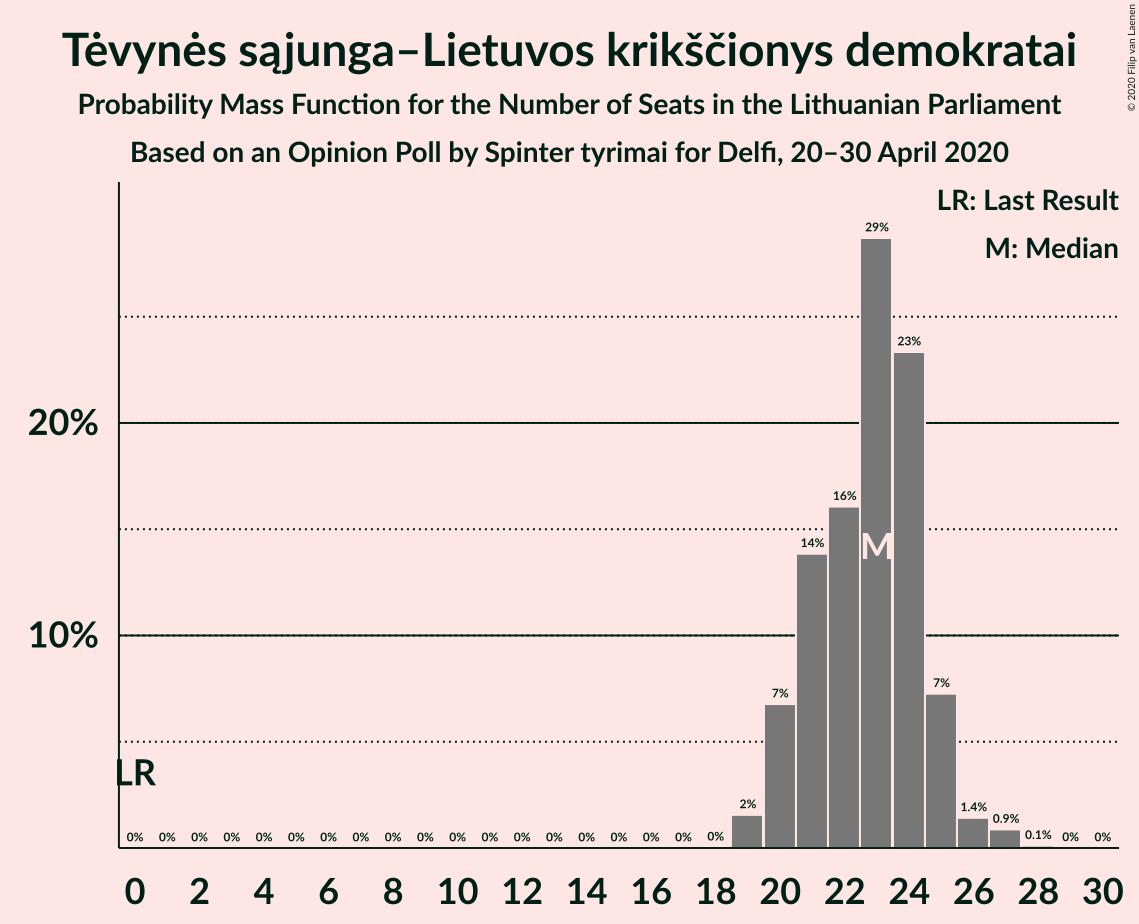 Tėvynės sąjunga–Lietuvos krikščionys demokratai
Probability Mass Function for the Number of Seats in the Lithuanian Parliament
Based on an Opinion Poll by Spinter tyrimai for Delfi, 20–30 April 2020
© 2020 Filip van Laenen
LR: Last Result
M: Median
29%
23%
20%
16%
14%
M
10%
7%
7%
LR
2%
1.4%
0.9%
0.1%
0% 0% 0% 0% 0% 0% 0% 0% 0% 0% 0% 0% 0% 0% 0% 0% 0% 0% 0% 0% 0%
0 2 4 6 8 10 12 14 16 18 20 22 24 26 28 30